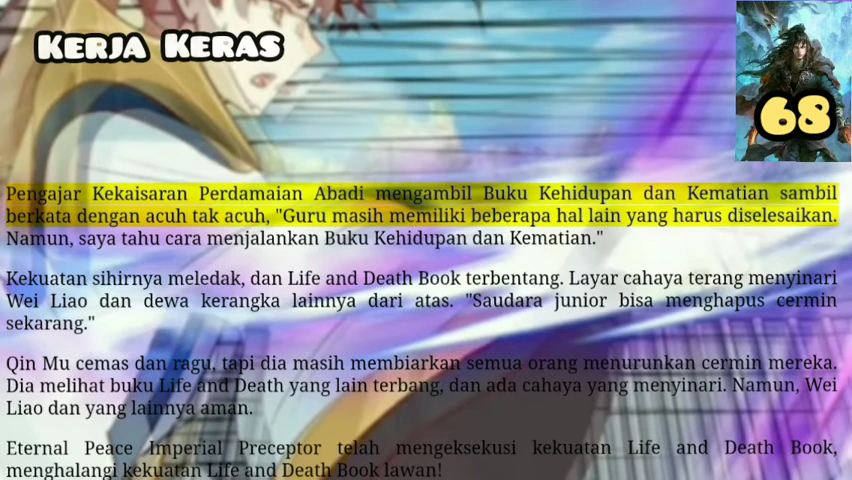 Kerja Keras
68
Pengajar Kekaisaran Perdamaian Abadi mengambil Buku Kehidupan dan Kematian sambil
berkata dengan acuh tak acuh, "Guru masih memiliki beberapa hal lain yang harus diselesaikan.
Namun, saya tahu cara menjalankan Buku Kehidupan dan Kematian."
Kekuatan sihirnya meledak, dan Life and Death Book terbentang. Layar cahaya terang menyinari
Wei Liao dan dewa kerangka lainnya dari atas. "Saudara junior bisa menghapus cermin
sekarang."
Qin Mu cemas dan ragu, tapi dia masih membiarkan semua orang menurunkan cermin mereka.
Dia melihat buku Life and Death yang lain terbang, dan ada cahaya yang menyinari. Namun, Wei
Liao dan yang lainnya aman.
Eternal Peace Imperial Preceptor telah mengeksekusi kekuatan Life and Death Book,
menghalangi kekuatan Life and Death Book lawan!